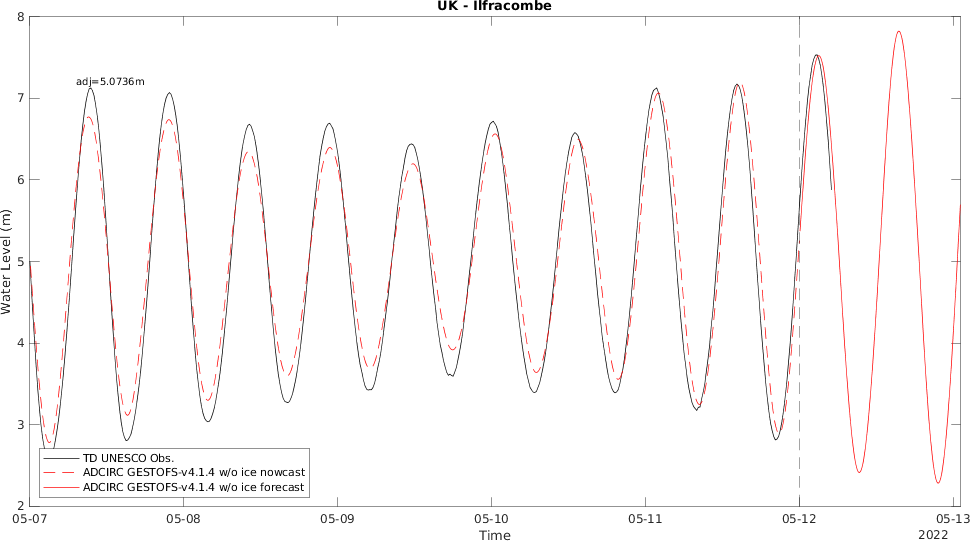 UK - Ilfracombe
8
adj=5.0736m
7
6
5
4
3
2
Water Level (m)
TD UNESCO Obs.
ADCIRC GESTOFS-v4.1.4 w/o ice nowcast
ADCIRC GESTOFS-v4.1.4 w/o ice forecast
05-07 05-08 05-09 05-10 05-11 05-12 05-13
Time
2022